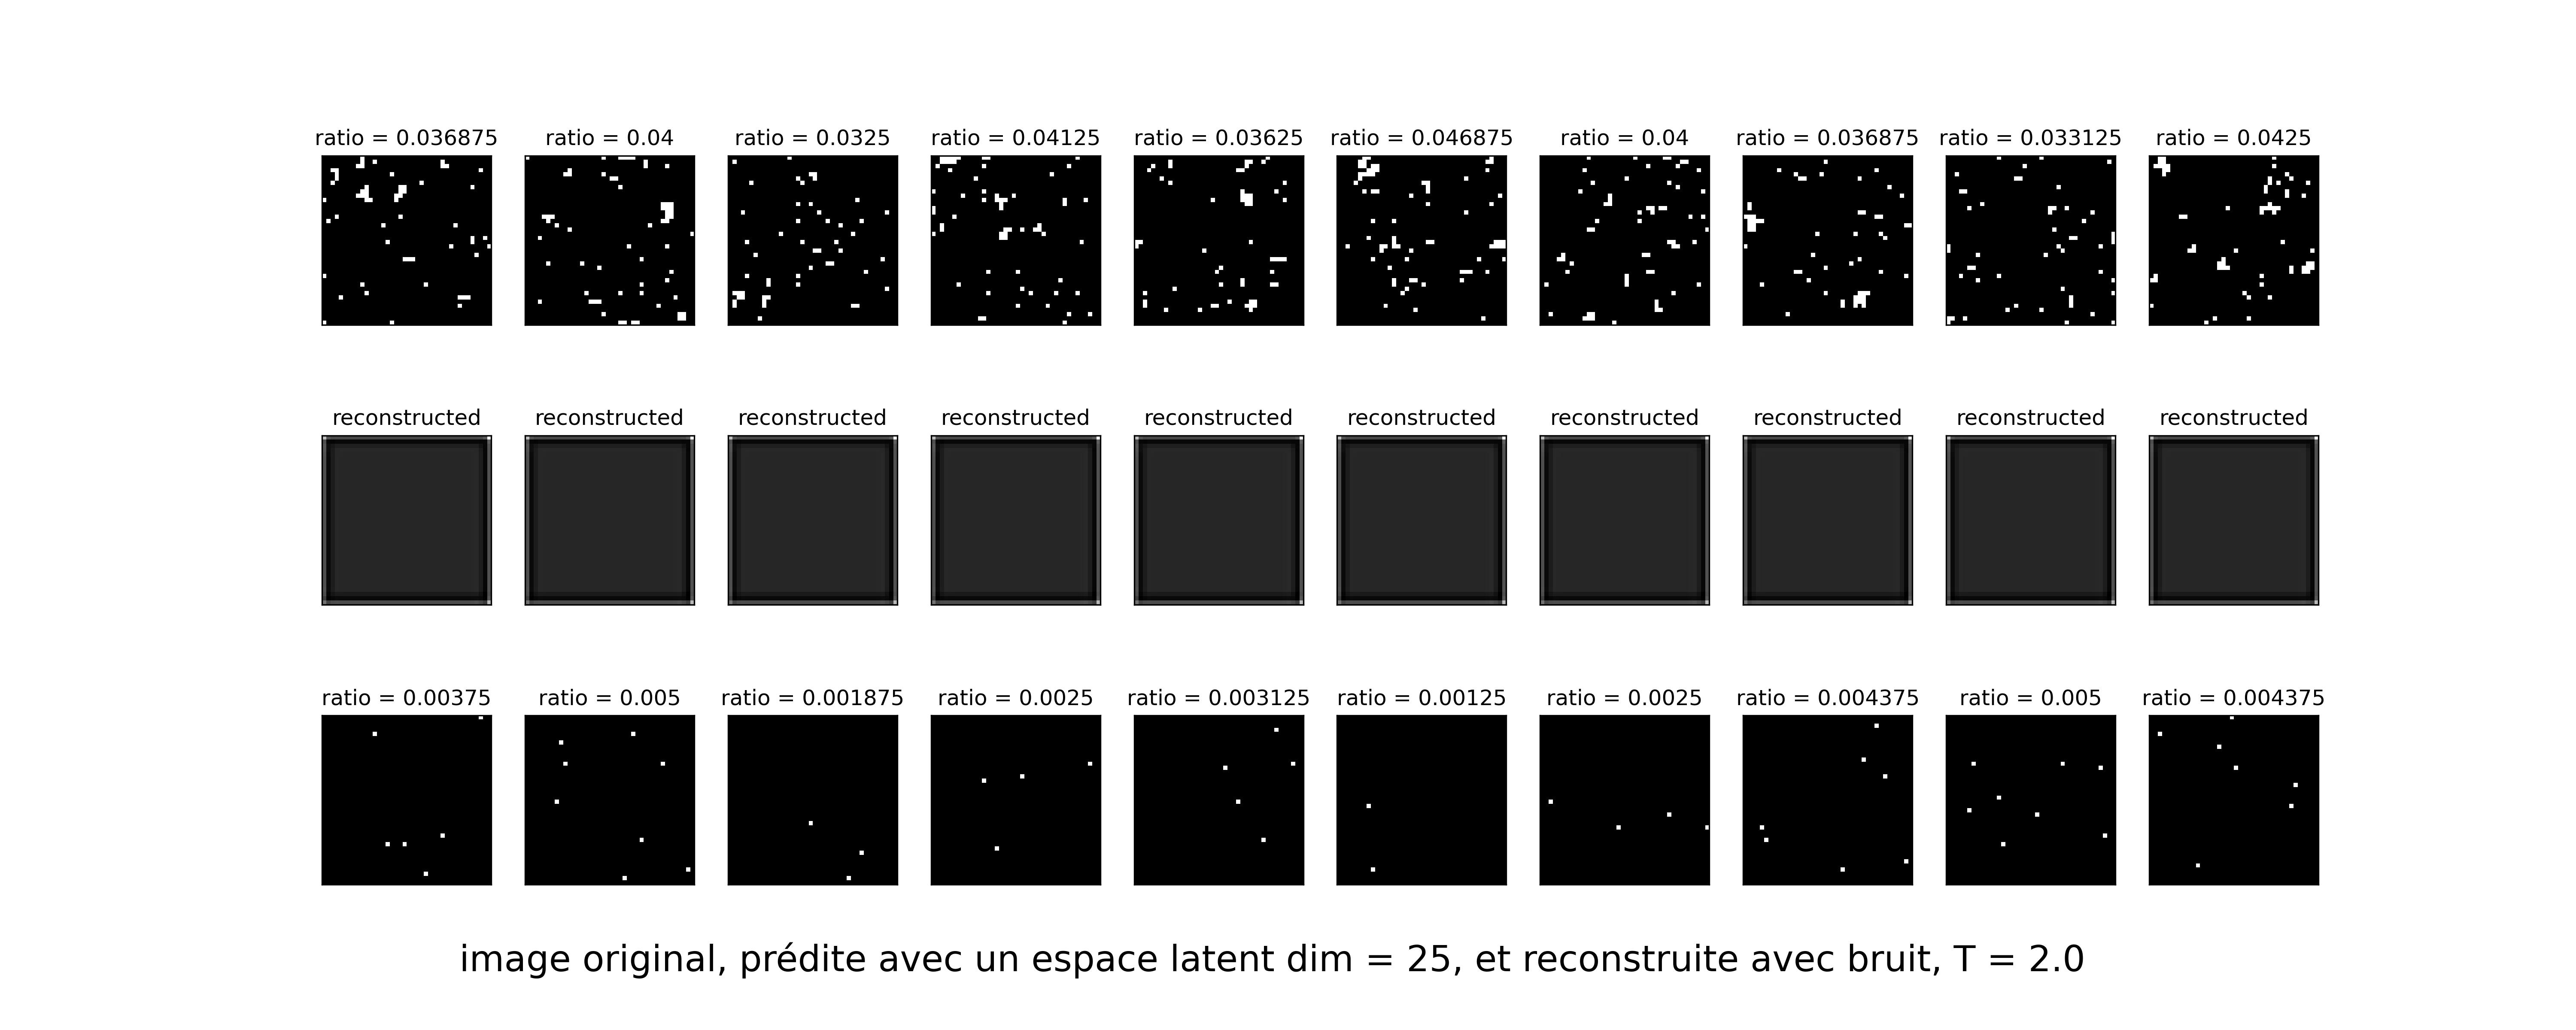 ratio = 0.036875 ratio = 0.04 ratio = 0.0325 ratio = 0.04125 ratio = 0.03625 ratio = 0.046875 ratio = 0.04 ratio = 0.036875 ratio = 0.033125 ratio = 0.0425
reconstructed reconstructed reconstructed reconstructed reconstructed reconstructed reconstructed reconstructed reconstructed reconstructed
ratio = 0.00375 ratio = 0.005 ratio = 0.001875 ratio = 0.0025 ratio = 0.003125 ratio = 0.00125 ratio = 0.0025 ratio = 0.004375 ratio = 0.005 ratio = 0.004375
image original, prédite avec un espace latent dim = 25, et reconstruite avec bruit, T = 2.0